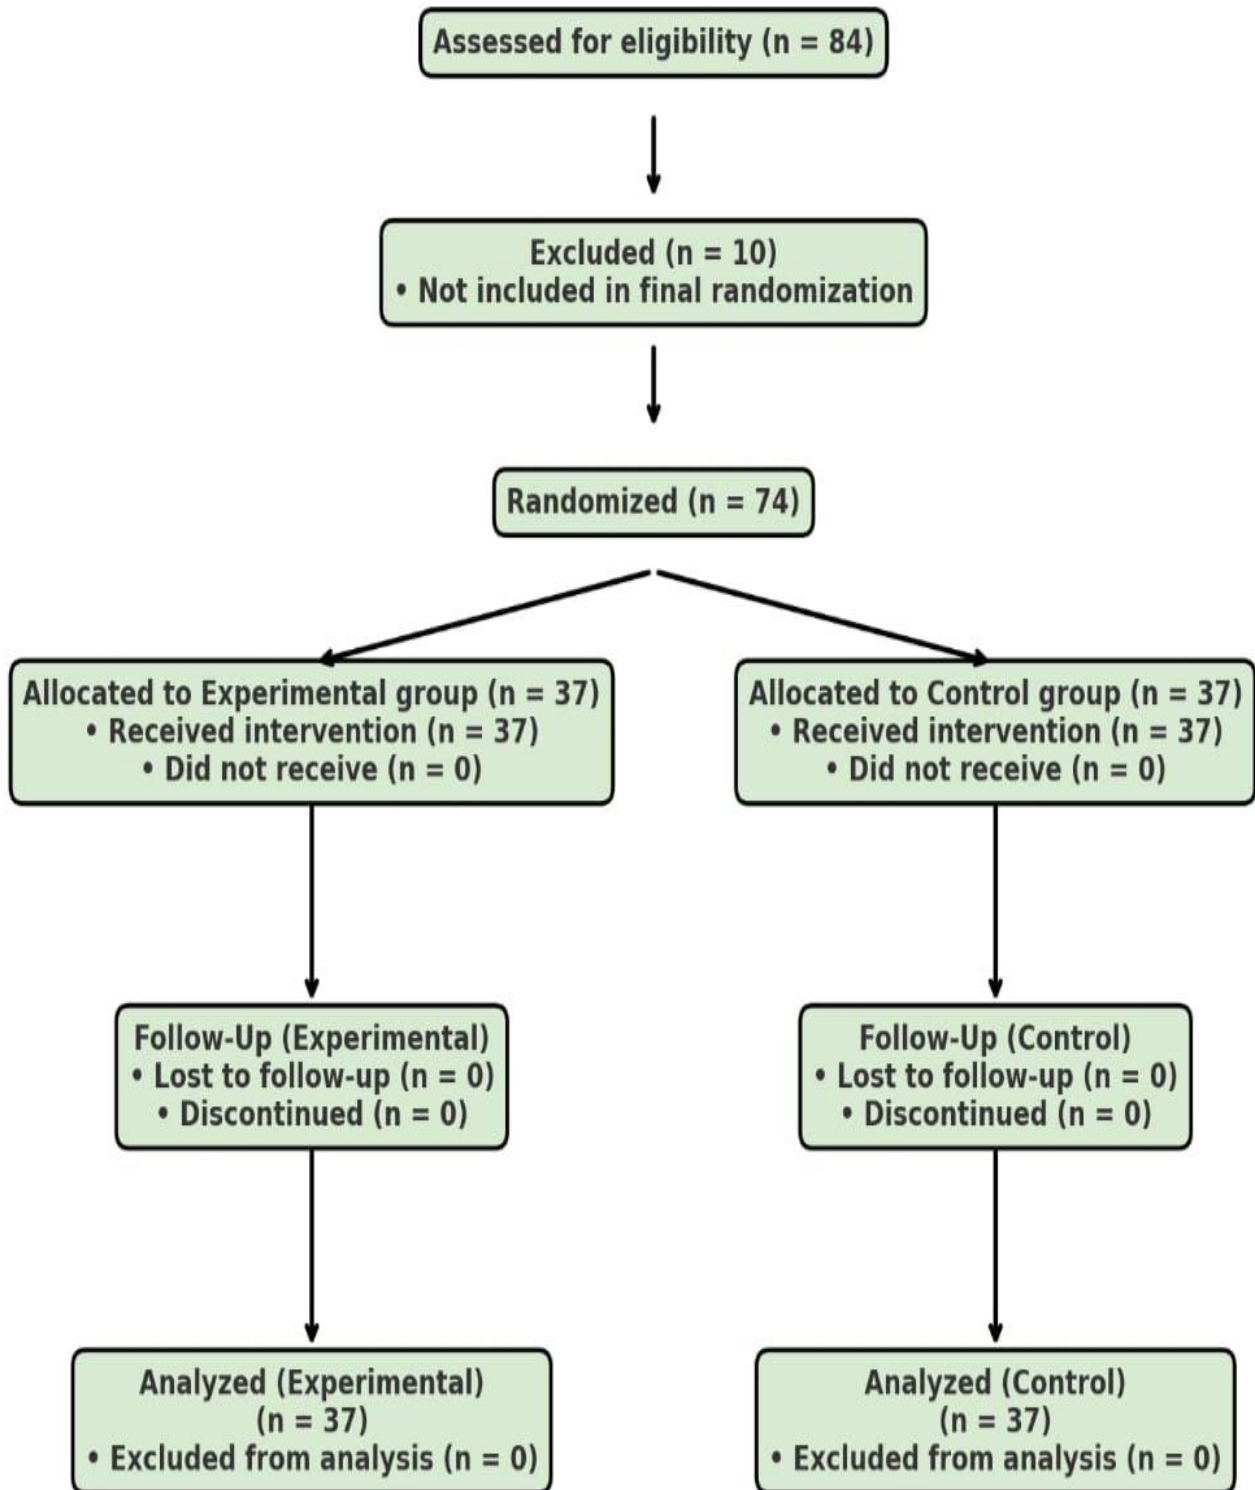 Assessed for eligibility (n = 84)
Excluded (n = 10)
• Not included in final randomization
Randomized (n = 74)
Allocated to Experimental group (n = 37)
• Received intervention (n = 37)
• Did not receive (n = 0)
Allocated to Control group (n = 37)
• Received intervention (n = 37)
• Did not receive (n = 0)
Follow-Up (Experimental)
• Lost to follow-up (n = 0)
• Discontinued (n = 0)
Follow-Up (Control)
• Lost to follow-up (n = 0)
• Discontinued (n = 0)
Analyzed (Experimental)
(n = 37)
• Excluded from analysis (n = 0)
Analyzed (Control)
(n = 37)
• Excluded from analysis (n = 0)